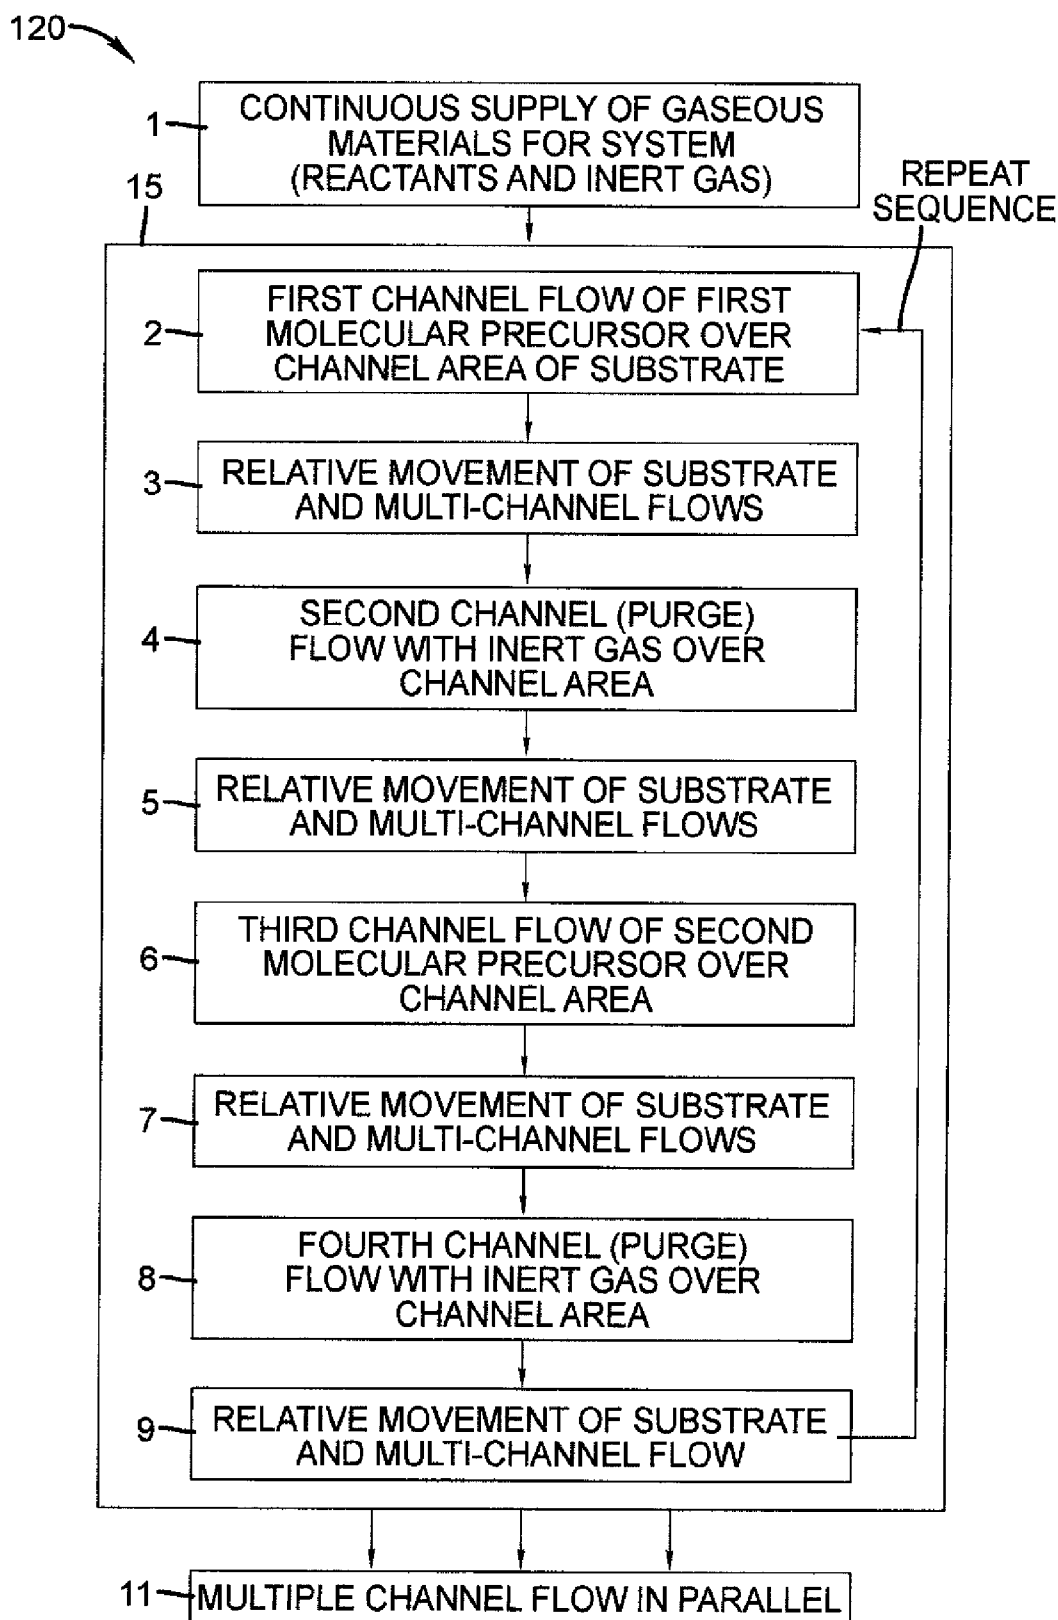 120
1
CONTINUOUS SUPPLY OF GASEOUS
MATERIALS FOR SYSTEM
(REACTANTS AND INERT GAS)
15
REPEAT
SEQUENCE
2
FIRST CHANNEL FLOW OF FIRST
MOLECULAR PRECURSOR OVER
CHANNEL AREA OF SUBSTRATE
3
RELATIVE MOVEMENT OF SUBSTRATE
AND MULTI-CHANNEL FLOWS
4
SECOND CHANNEL (PURGE)
FLOW WITH INERT GAS OVER
CHANNEL AREA
5
RELATIVE MOVEMENT OF SUBSTRATE
AND MULTI-CHANNEL FLOWS
6
THIRD CHANNEL FLOW OF SECOND
MOLECULAR PRECURSOR OVER
CHANNEL AREA
7
RELATIVE MOVEMENT OF SUBSTRATE
AND MULTI-CHANNEL FLOWS
8
FOURTH CHANNEL (PURGE)
FLOW WITH INERT GAS OVER
CHANNEL AREA
9
RELATIVE MOVEMENT OF SUBSTRATE
AND MULTI-CHANNEL FLOW
11
MULTIPLE CHANNEL FLOW IN PARALLEL